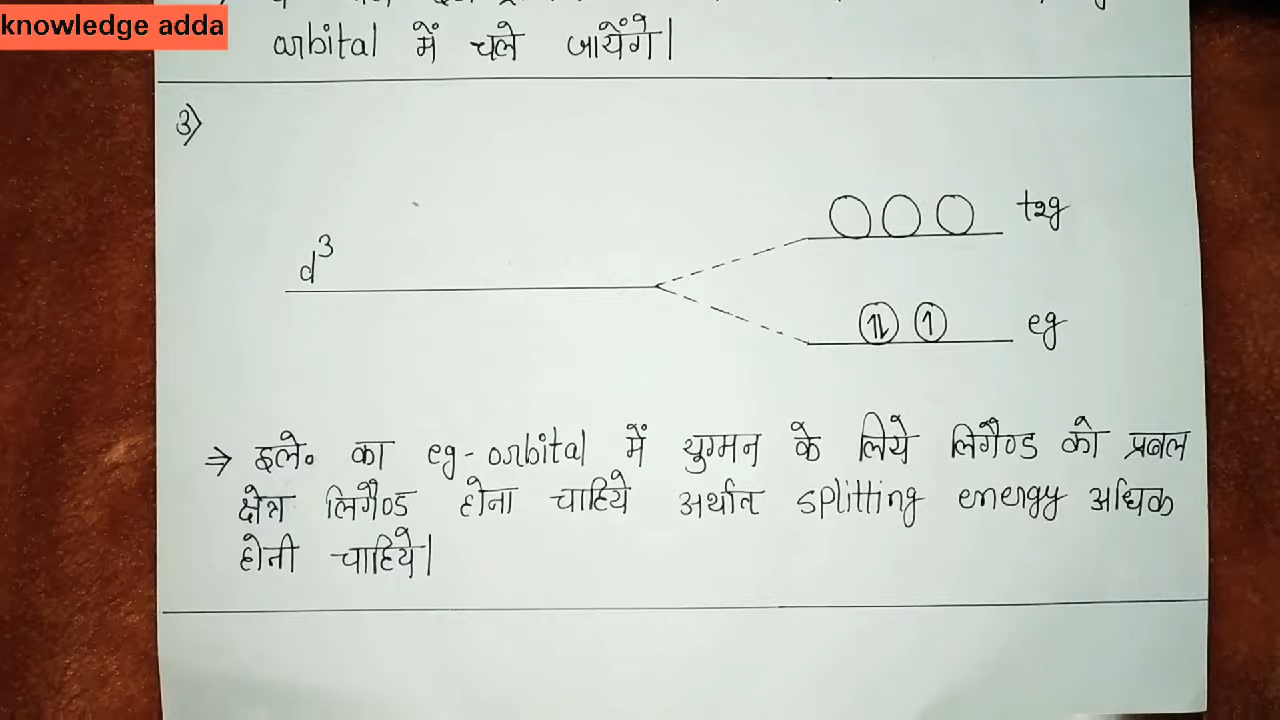 knowledge adda
orbital में चले जायेंगे।
3)
d³
t2g
⥮ ↿ eg
⇒ इले० का eg-orbital में युग्मन के लिये लिगैण्ड को प्रबल
क्षेत्र लिगैण्ड होना चाहिये अर्थात splitting energy अधिक
होनी चाहिये।